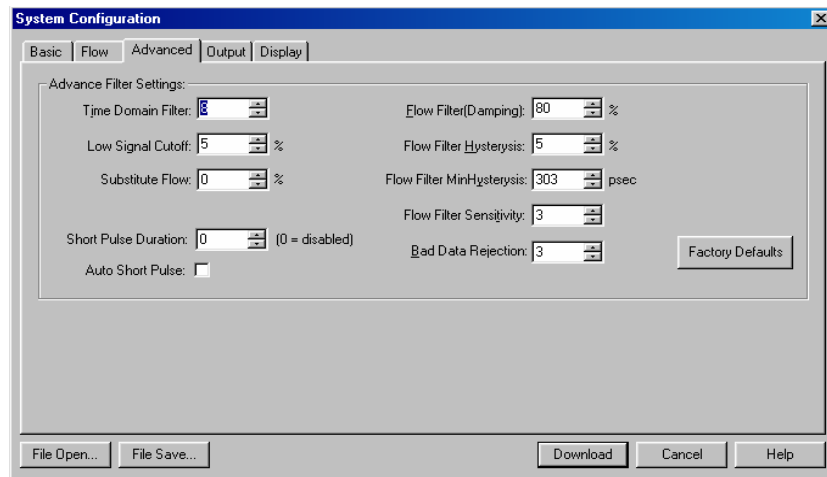 System Configuration
Basic Flow Advanced Output Display
Advance Filter Settings:
Time Domain Filter: 8
Low Signal Cutoff: 5 %
Substitute Flow: 0 %
Short Pulse Duration: 0 (0 = disabled)
Auto Short Pulse:
Flow Filter(Damping): 80 %
Flow Filter Hysterysis: 5 %
Flow Filter MinHysterysis: 303 psec
Flow Filter Sensitivity: 3
Bad Data Rejection: 3
Factory Defaults
File Open... File Save... Download Cancel Help